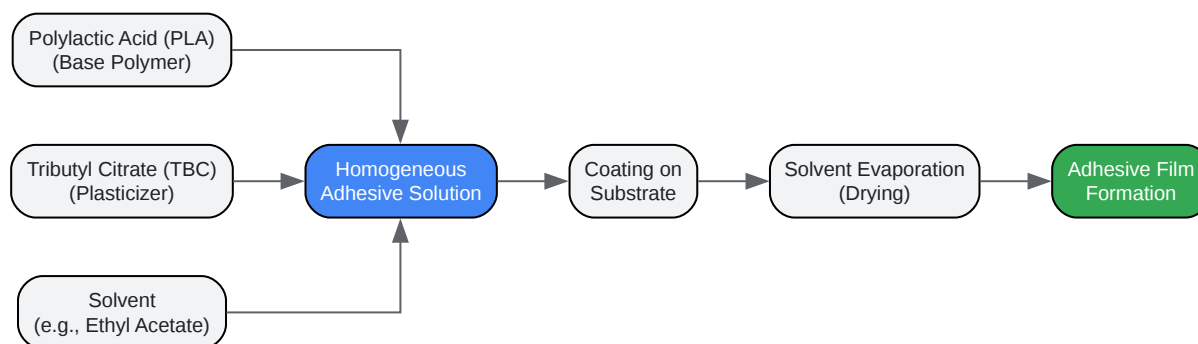 Polylactic Acid (PLA)
(Base Polymer)
Tributyl Citrate (TBC)
(Plasticizer)
Solvent
(e.g., Ethyl Acetate)
Homogeneous
Adhesive Solution
Coating on
Substrate
Solvent Evaporation
(Drying)
Adhesive Film
Formation